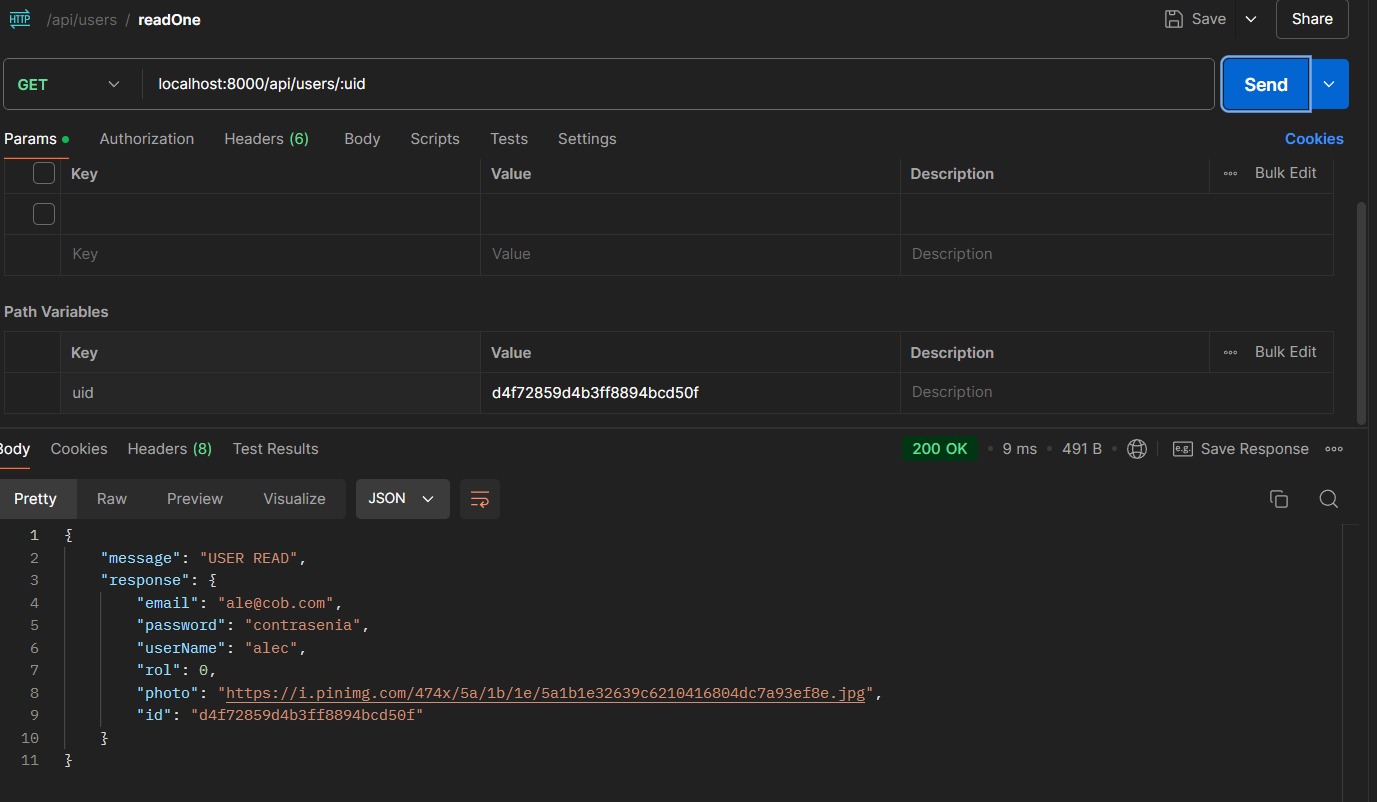 HTTP /api/users / readOne Save Share
GET localhost:8000/api/users/:uid Send
Params Authorization Headers (6) Body Scripts Tests Settings Cookies
Key Value Description Bulk Edit
Key Value Description
Path Variables
Key Value Description Bulk Edit
uid d4f72859d4b3ff8894bcd50f Description
Body Cookies Headers (8) Test Results 200 OK • 9 ms • 491 B • e.g. Save Response
Pretty Raw Preview Visualize JSON
1 {
2 "message": "USER READ",
3 "response": {
4 "email": "ale@cob.com",
5 "password": "contrasenia",
6 "userName": "alec",
7 "rol": 0,
8 "photo": "https://i.pinimg.com/474x/5a/1b/1e/5a1b1e32639c6210416804dc7a93ef8e.jpg",
9 "id": "d4f72859d4b3ff8894bcd50f"
10 }
11 }